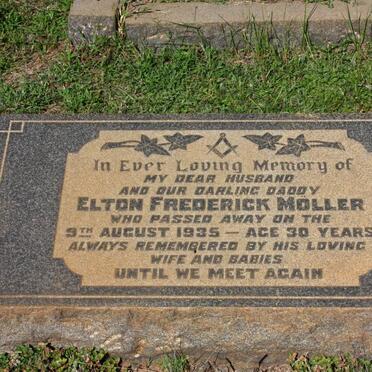 In Ever Loving Memory of
MY DEAR HUSBAND
AND OUR DARLING DADDY
ELTON FREDERICK MOLLER
WHO PASSED AWAY ON THE
9TH AUGUST 1935 — AGE 30 YEARS
ALWAYS REMEMBERED BY HIS LOVING
WIFE AND BABIES
UNTIL WE MEET AGAIN